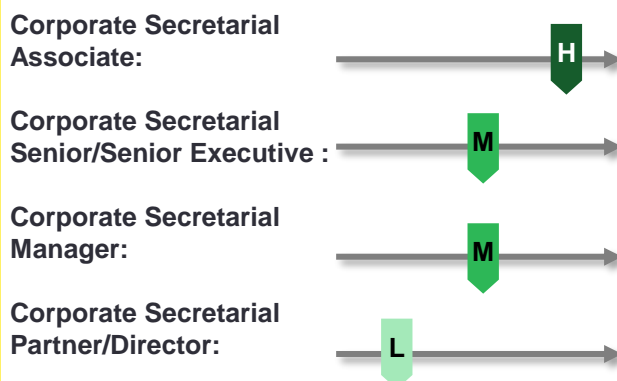 Corporate Secretarial
Associate:
H
Corporate Secretarial
Senior/Senior Executive :
M
Corporate Secretarial
Manager:
M
Corporate Secretarial
Partner/Director:
L